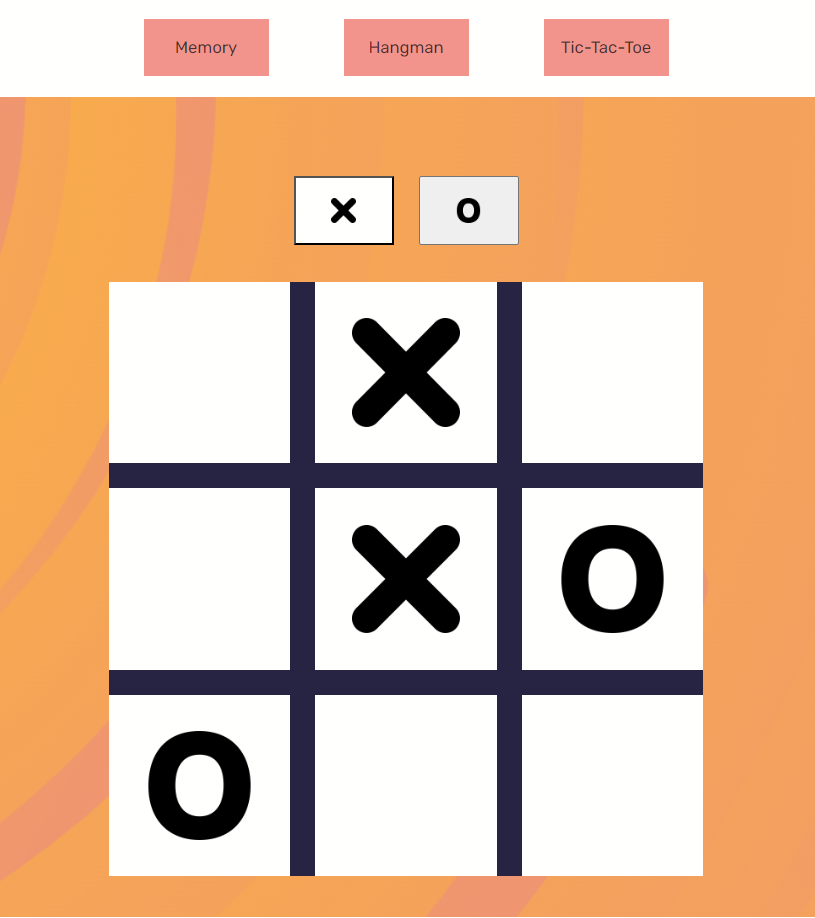 Memory Hangman Tic-Tac-Toe
× O
×
× O
O